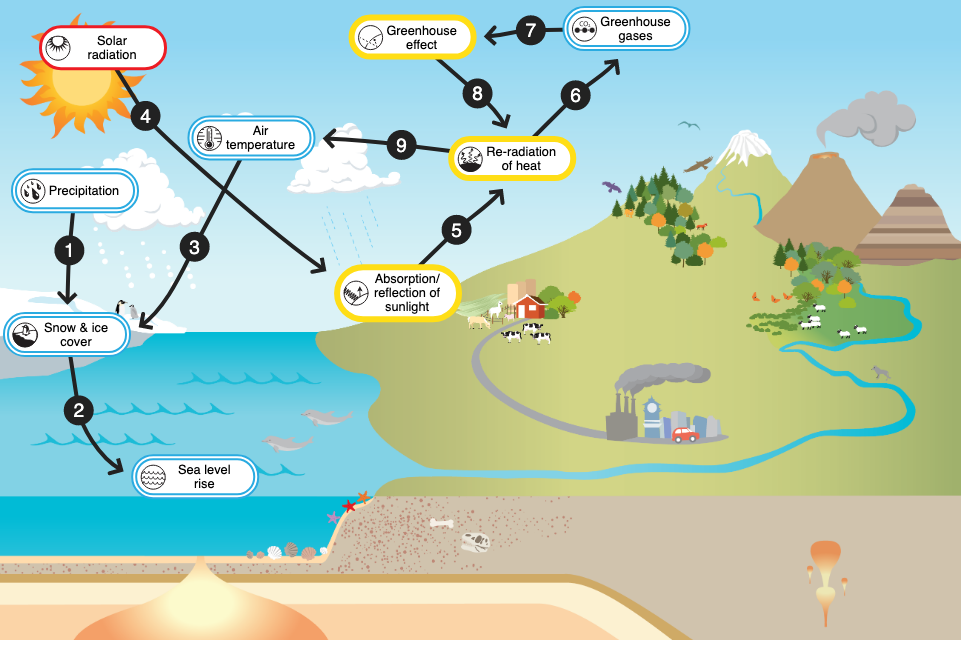 Solar
radiation
Greenhouse
effect
7
CO₂
Greenhouse
gases
8
6
4
Air
temperature
9
Re-radiation
of heat
Precipitation
1
3
5
Absorption/
reflection of
sunlight
Snow & ice
cover
2
Sea level
rise